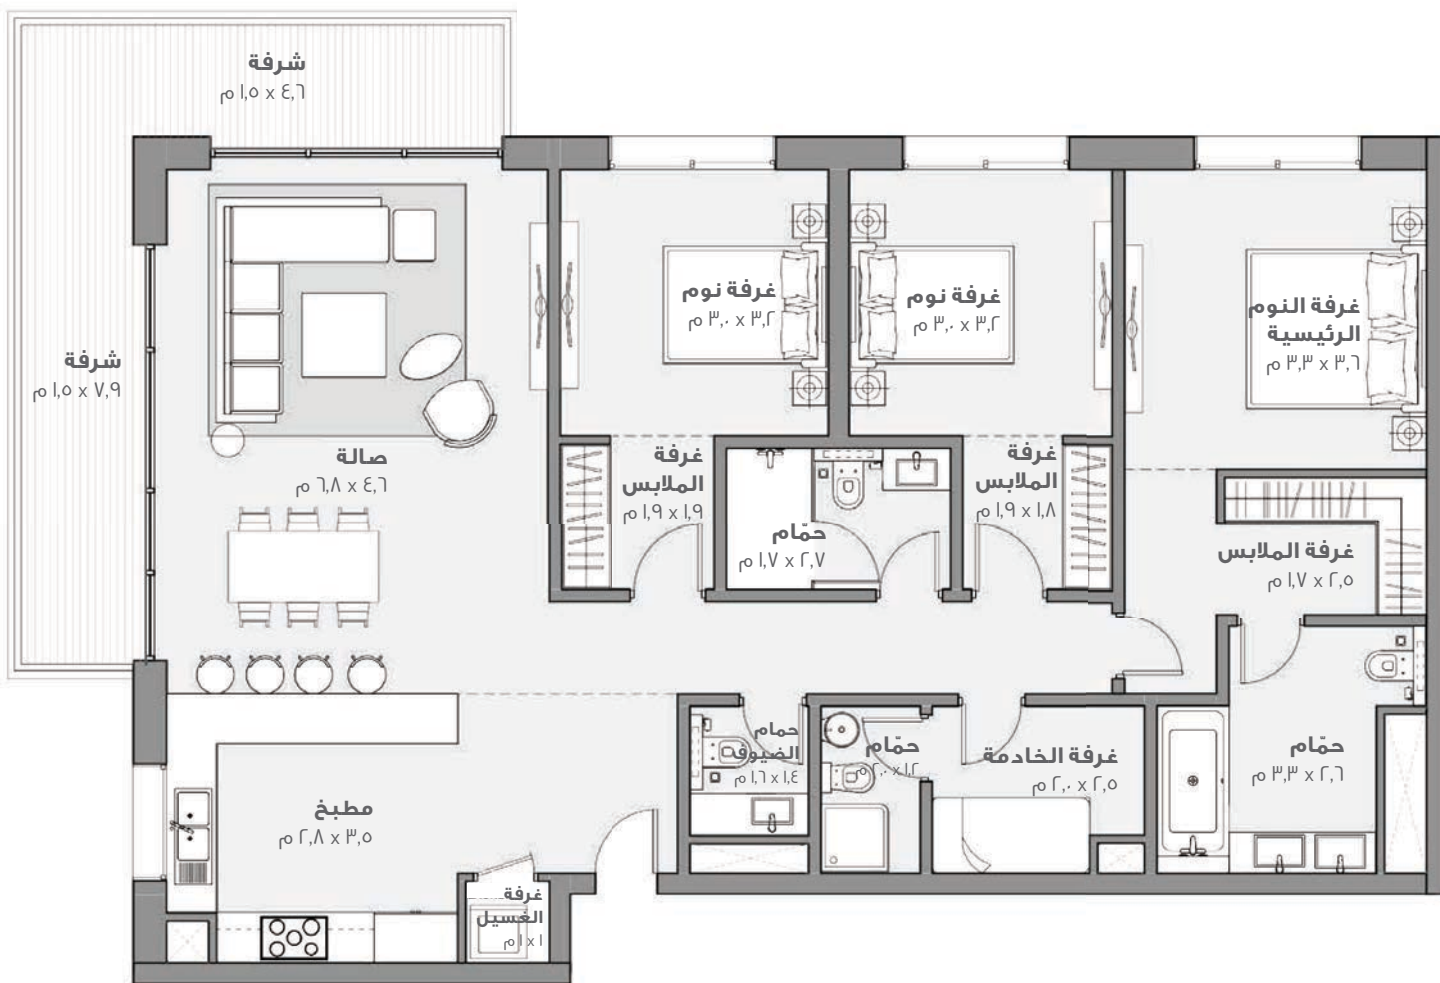 شرفة
١,٥ x ٤,٦ م
شرفة
١,٥ x ٧,٩ م
صالة
٦,٨ x ٤,٦ م
غرفة نوم
٣,٠ x ٣,٢ م
غرفة نوم
٣,٠ x ٣,٢ م
غرفة النوم
الرئيسية
٣,٣ x ٣,٦ م
غرفة
الملابس
١,٩ x ١,٩ م
حمّام
١,٧ x ٢,٧ م
غرفة
الملابس
١,٩ x ١,٨ م
غرفة الملابس
١,٧ x ٢,٥ م
مطبخ
٢,٨ x ٣,٥ م
غرفة
الغسيل
١ x ١ م
حمام
الضيوف
١,٦ x ١,٤ م
حمّام
٢,٠ x ١,٢ م
غرفة الخادمة
٢,٠ x ٢,٥ م
حمّام
٣,٣ x ٢,٦ م